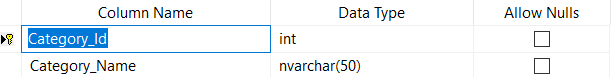 Column Name Data Type Allow Nulls
Category_Id int
Category_Name nvarchar(50)